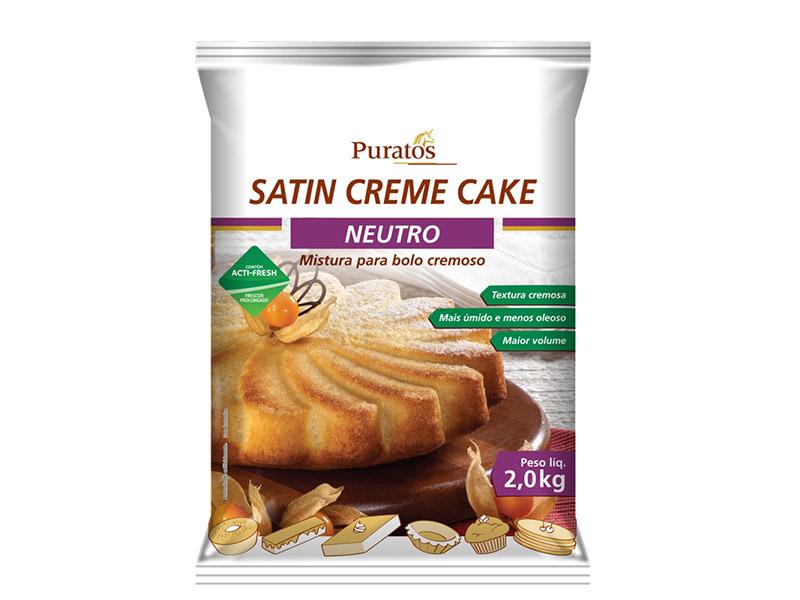 Puratos
SATIN CREME CAKE
NEUTRO
Mistura para bolo cremoso
CONTÉM
ACTI-FRESH
FRESCOR
PROLONGADO
Textura cremosa
Mais úmido e menos oleoso
Maior volume
Peso líq.
2,0kg